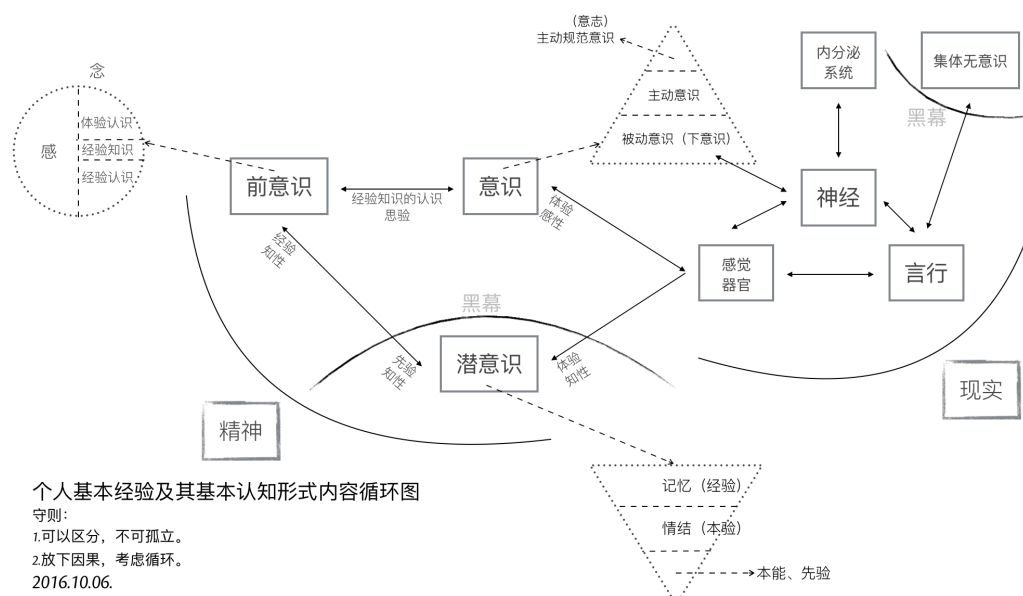 （意志）
主动规范意识
内分泌
系统
集体无意识
念
主动意识
黑幕
体验认识
感
经验知识
被动意识（下意识）
经验认识
前意识
经验知识的认识
思验
意识
体验
感性
神经
经验
知性
感觉
器官
言行
黑幕
潜意识
先验
知性
体验
知性
精神
现实
记忆（经验）
情结（本验）
本能、先验
个人基本经验及其基本认知形式内容循环图
守则：
1.可以区分，不可孤立。
2.放下因果，考虑循环。
2016.10.06.